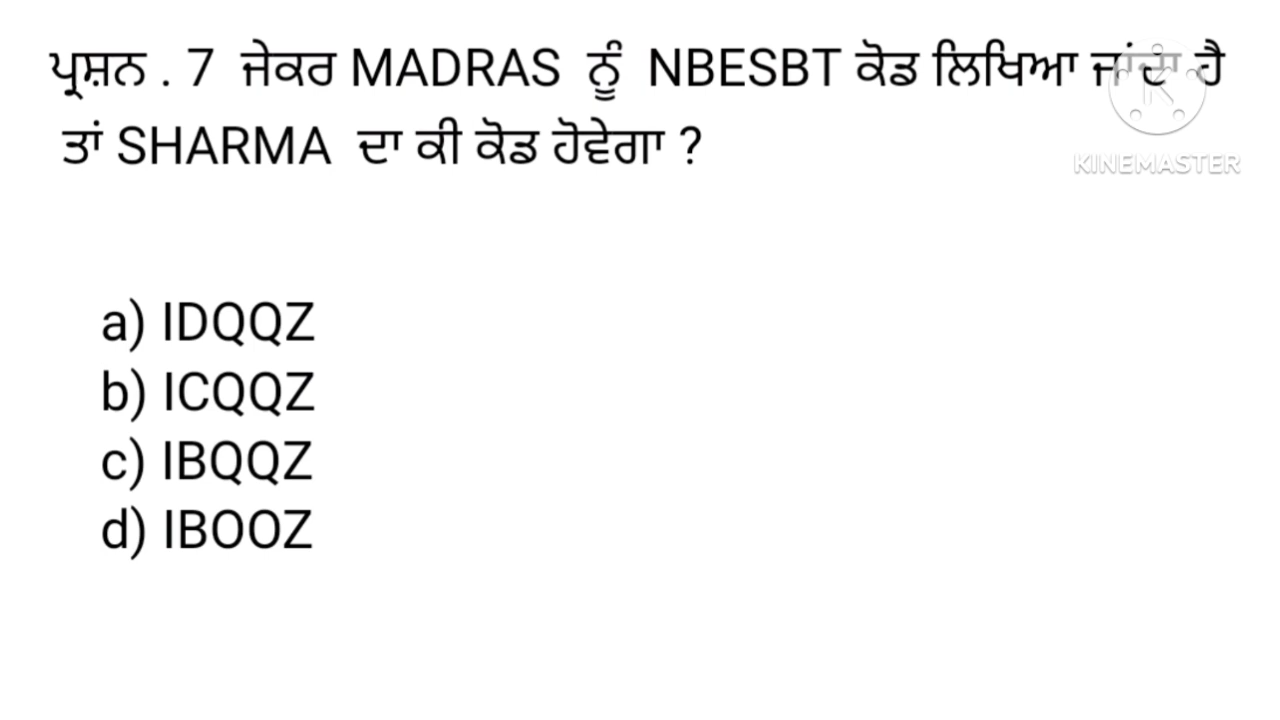 ਪ੍ਰਸ਼ਨ . 7 ਜੇਕਰ MADRAS ਨੂੰ NBESBT ਕੋਡ ਲਿਖਿਆ ਜਾਂਦਾ ਹੈ
ਤਾਂ SHARMA ਦਾ ਕੀ ਕੋਡ ਹੋਵੇਗਾ ?
KINEMASTER
a) IDQQZ
b) ICQQZ
c) IBQQZ
d) IBOOZ